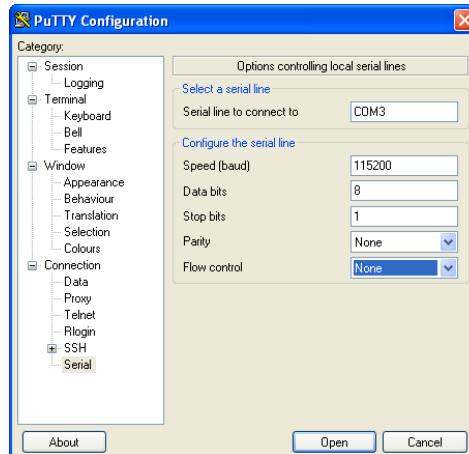 PuTTY Configuration
Category:
Session
Logging
Terminal
Keyboard
Bell
Features
Window
Appearance
Behaviour
Translation
Selection
Colours
Connection
Data
Proxy
Telnet
Rlogin
SSH
Serial
Options controlling local serial lines
Select a serial line
Serial line to connect to COM3
Configure the serial line
Speed (baud) 115200
Data bits 8
Stop bits 1
Parity None
Flow control None
About Open Cancel